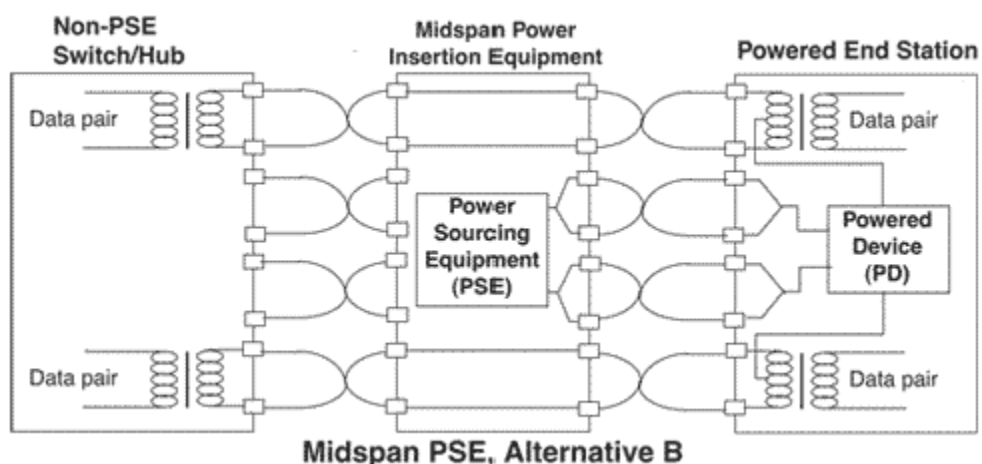 Non-PSE
Switch/Hub
Midspan Power
Insertion Equipment
Powered End Station
Data pair
Data pair
Power
Sourcing
Equipment
(PSE)
Powered
Device
(PD)
Data pair
Data pair
Midspan PSE, Alternative B